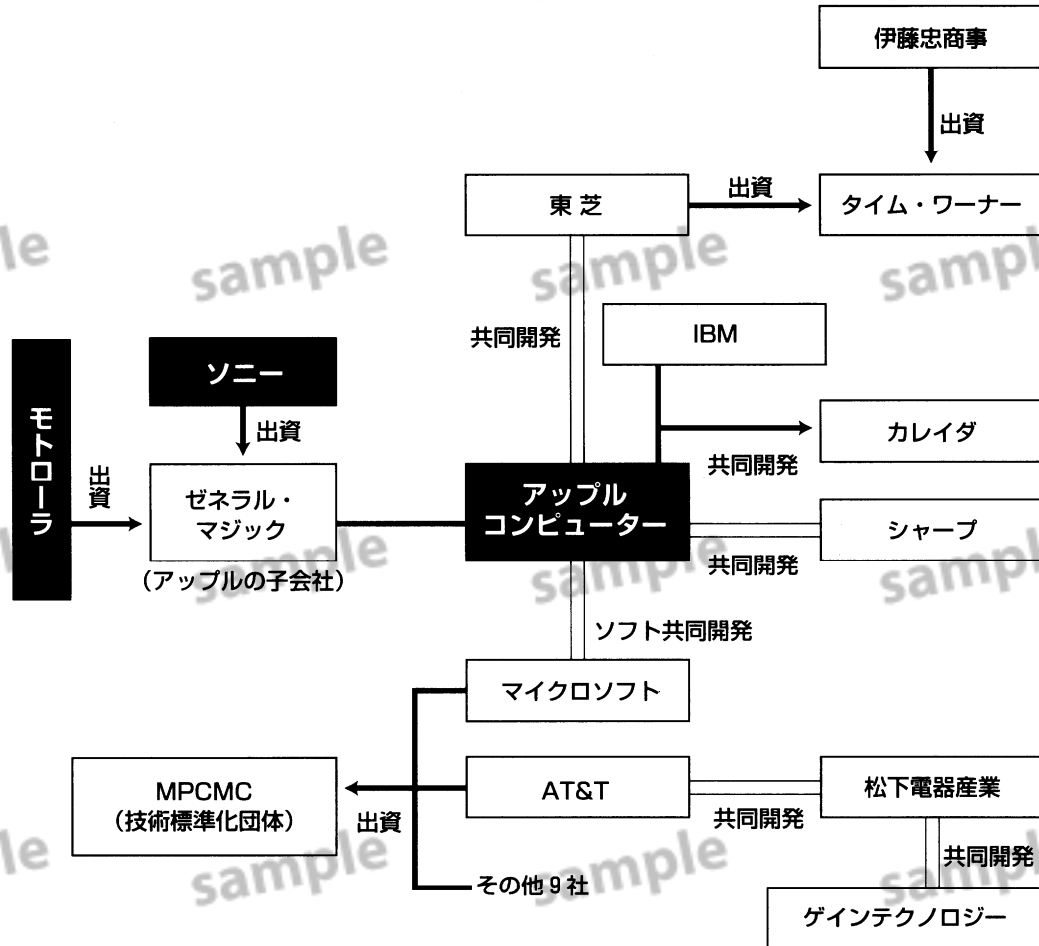 伊藤忠商事
出資
東芝
出資
タイム・ワーナー
le
sample
sample
sampl
共同開発
IBM
モトローラ
ソニー
出資
カレイダ
共同開発
出資
ゼネラル・
マジック
アップル
コンピューター
シャープ
共同開発
(アップルの子会社)
le
sample
sample
sampl
ソフト共同開発
マイクロソフト
MPCMC
(技術標準化団体)
出資
AT&T
共同開発
松下電器産業
共同開発
le
sample
sample
sampl
その他9社
ゲインテクノロジー